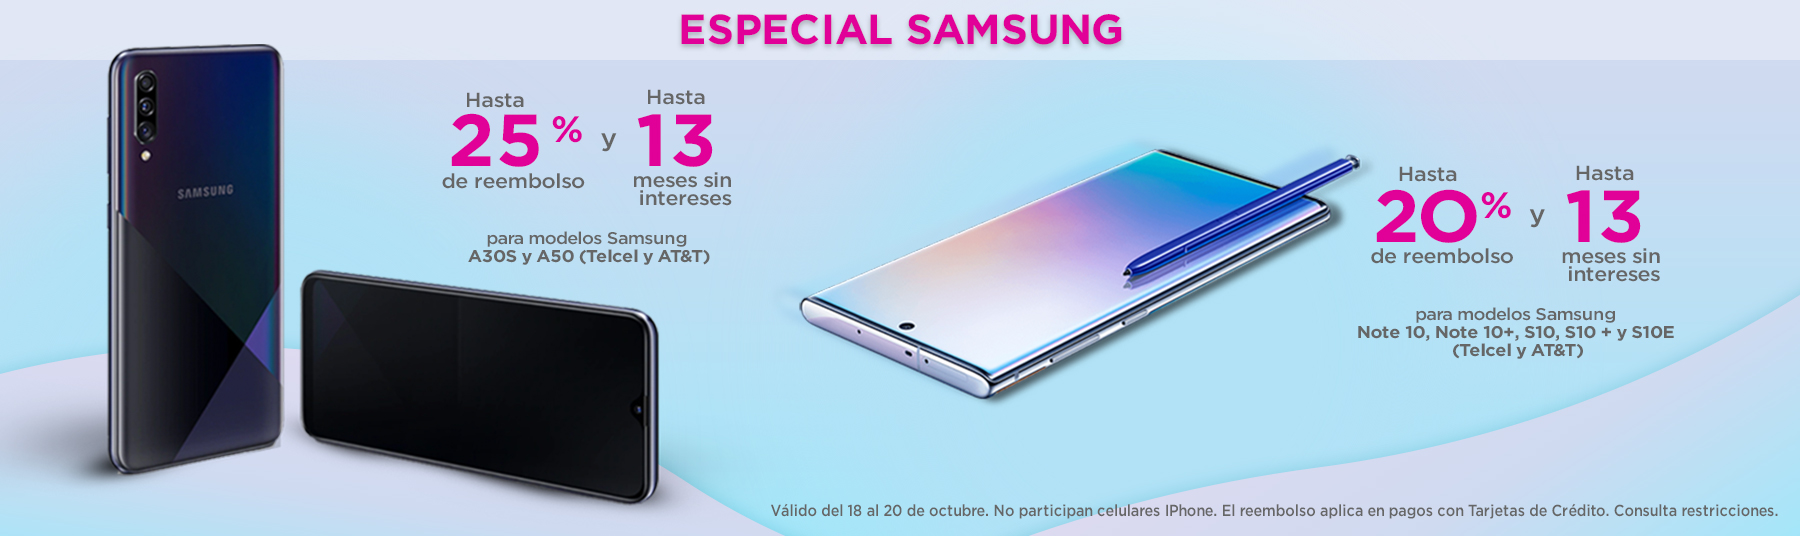 ESPECIAL SAMSUNG
SAMSUNG
Hasta
25%
de reembolso
y
Hasta
13
meses sin
intereses
para modelos Samsung
A30S y A50 (Telcel y AT&T)
Hasta
20%
de reembolso
y
Hasta
13
meses sin
intereses
para modelos Samsung
Note 10, Note 10+, S10, S10 + y S10E
(Telcel y AT&T)
Válido del 18 al 20 de octubre. No participan celulares IPhone. El reembolso aplica en pagos con Tarjetas de Crédito. Consulta restricciones.